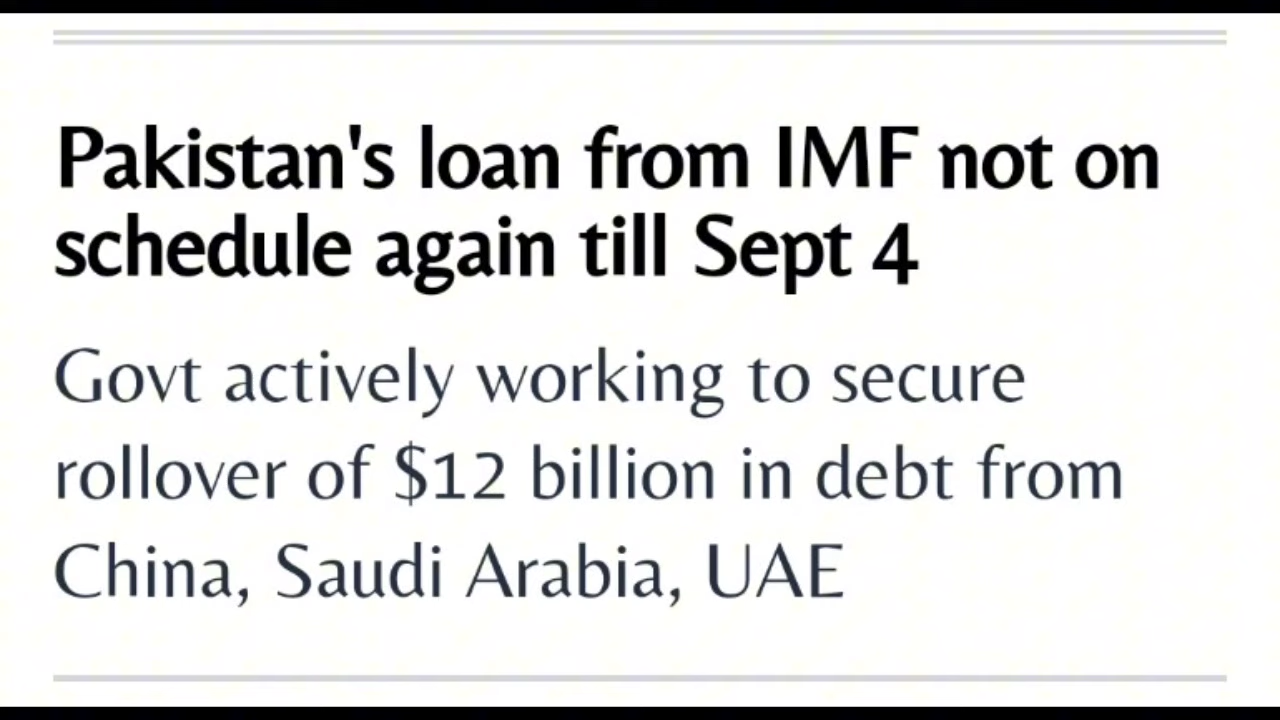 Pakistan's loan from IMF not on
schedule again till Sept 4
Govt actively working to secure
rollover of $12 billion in debt from
China, Saudi Arabia, UAE